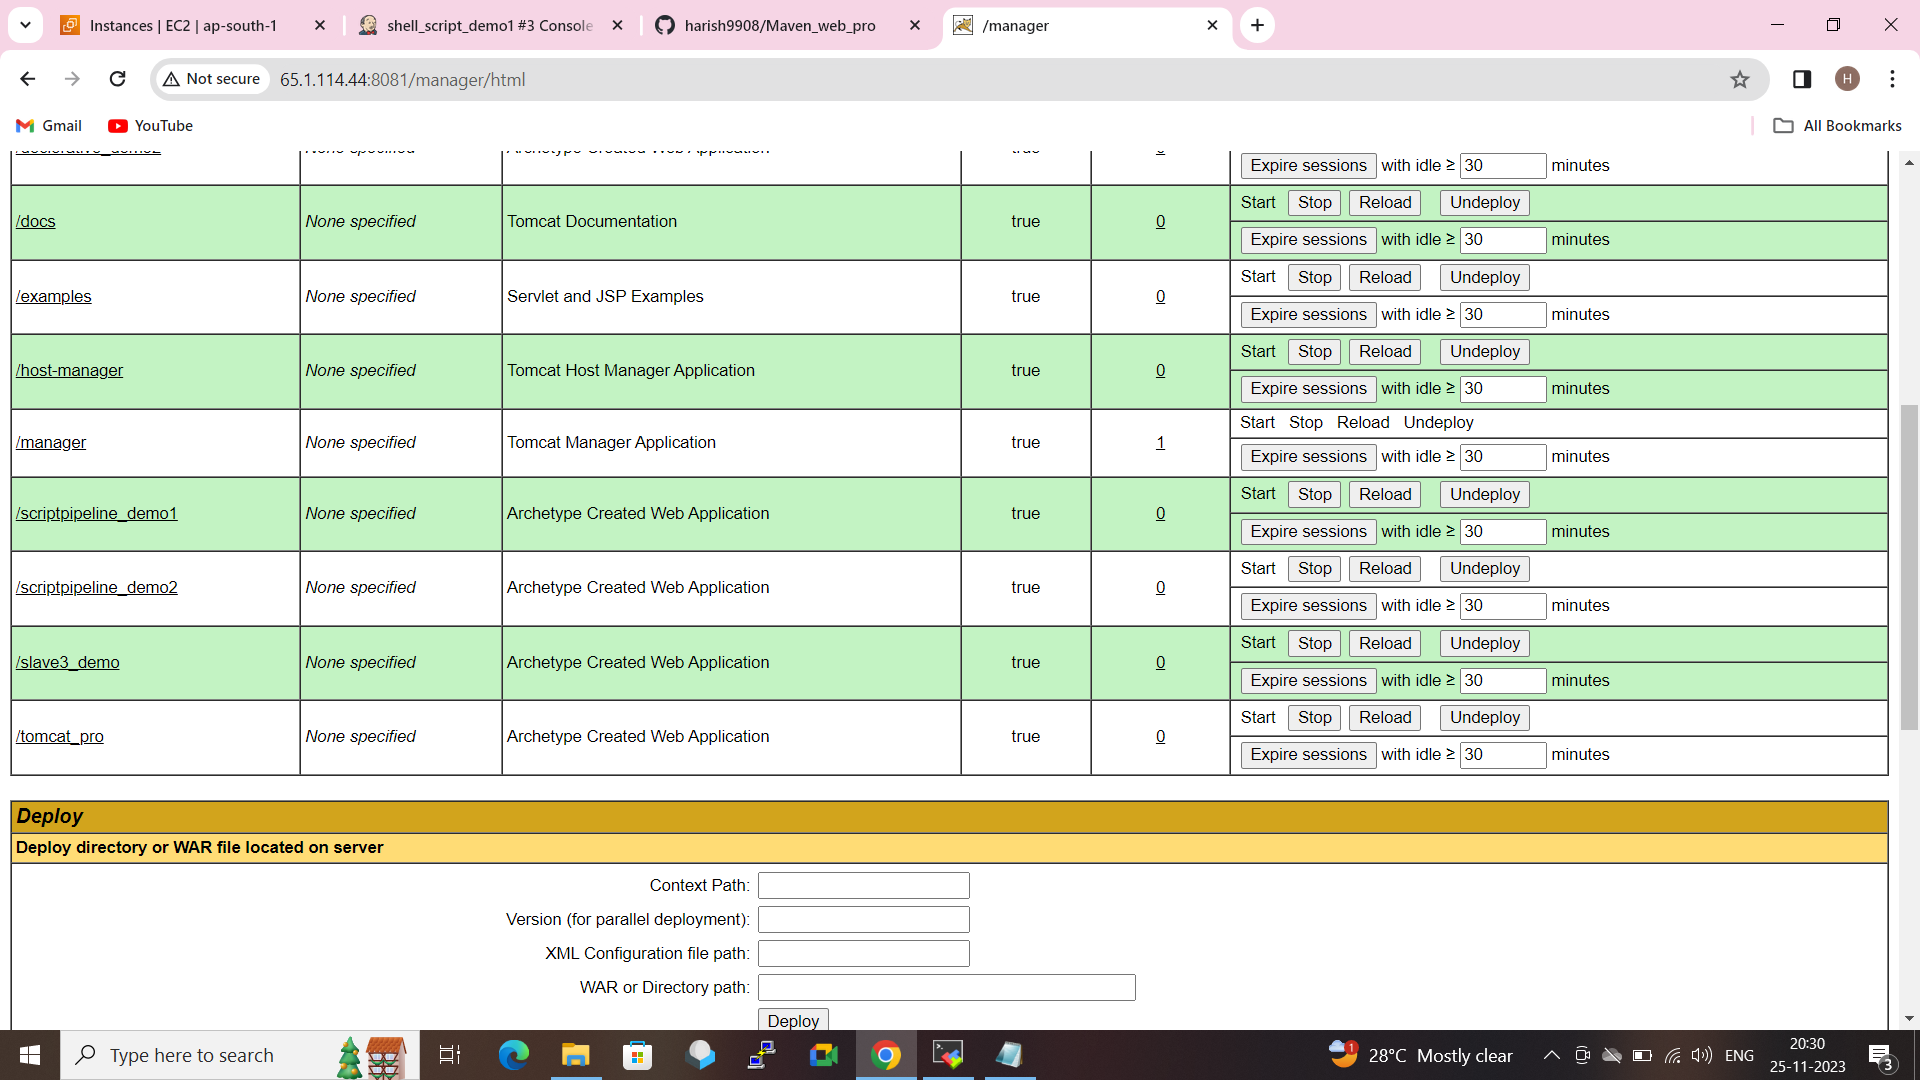 Instances | EC2 | ap-south-1
shell_script_demo1 #3 Console
harish9908/Maven_web_pro
/manager
Not secure
65.1.114.44:8081/manager/html
H
Gmail
YouTube
All Bookmarks
Expire sessions with idle ≥ 30 minutes
/docs None specified Tomcat Documentation true 0 Start Stop Reload Undeploy
Expire sessions with idle ≥ 30 minutes
/examples None specified Servlet and JSP Examples true 0 Start Stop Reload Undeploy
Expire sessions with idle ≥ 30 minutes
/host-manager None specified Tomcat Host Manager Application true 0 Start Stop Reload Undeploy
Expire sessions with idle ≥ 30 minutes
/manager None specified Tomcat Manager Application true 1 Start Stop Reload Undeploy
Expire sessions with idle ≥ 30 minutes
/scriptpipeline_demo1 None specified Archetype Created Web Application true 0 Start Stop Reload Undeploy
Expire sessions with idle ≥ 30 minutes
/scriptpipeline_demo2 None specified Archetype Created Web Application true 0 Start Stop Reload Undeploy
Expire sessions with idle ≥ 30 minutes
/slave3_demo None specified Archetype Created Web Application true 0 Start Stop Reload Undeploy
Expire sessions with idle ≥ 30 minutes
/tomcat_pro None specified Archetype Created Web Application true 0 Start Stop Reload Undeploy
Expire sessions with idle ≥ 30 minutes
Deploy
Deploy directory or WAR file located on server
Context Path:
Version (for parallel deployment):
XML Configuration file path:
WAR or Directory path:
Deploy
Type here to search
1
28°C Mostly clear
ENG
20:30
25-11-2023
3